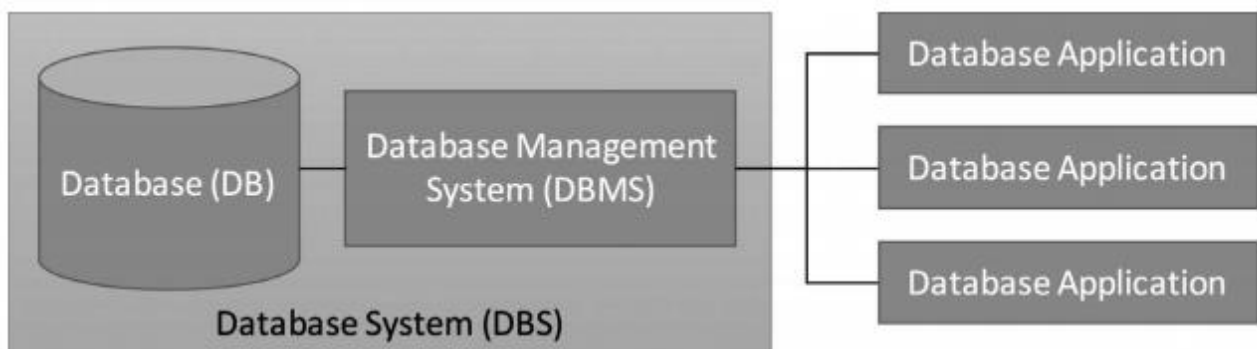 Database (DB)
Database Management
System (DBMS)
Database System (DBS)
Database Application
Database Application
Database Application